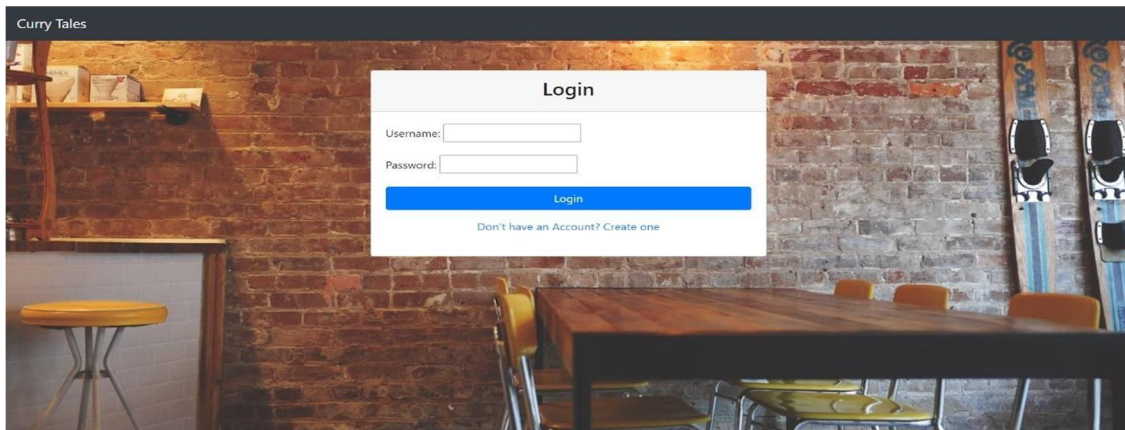 Curry Tales
Login
Username:
Password:
Login
Don't have an Account? Create one